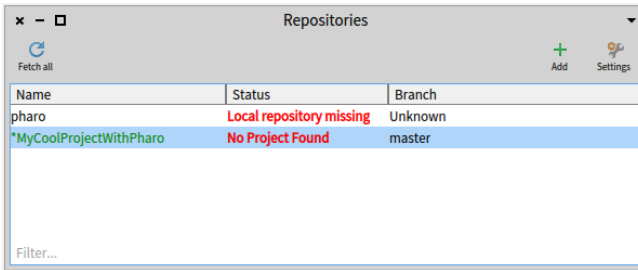 Repositories
Fetch all
Add
Settings
Name Status Branch
pharo Local repository missing Unknown
*MyCoolProjectWithPharo No Project Found master
Filter...